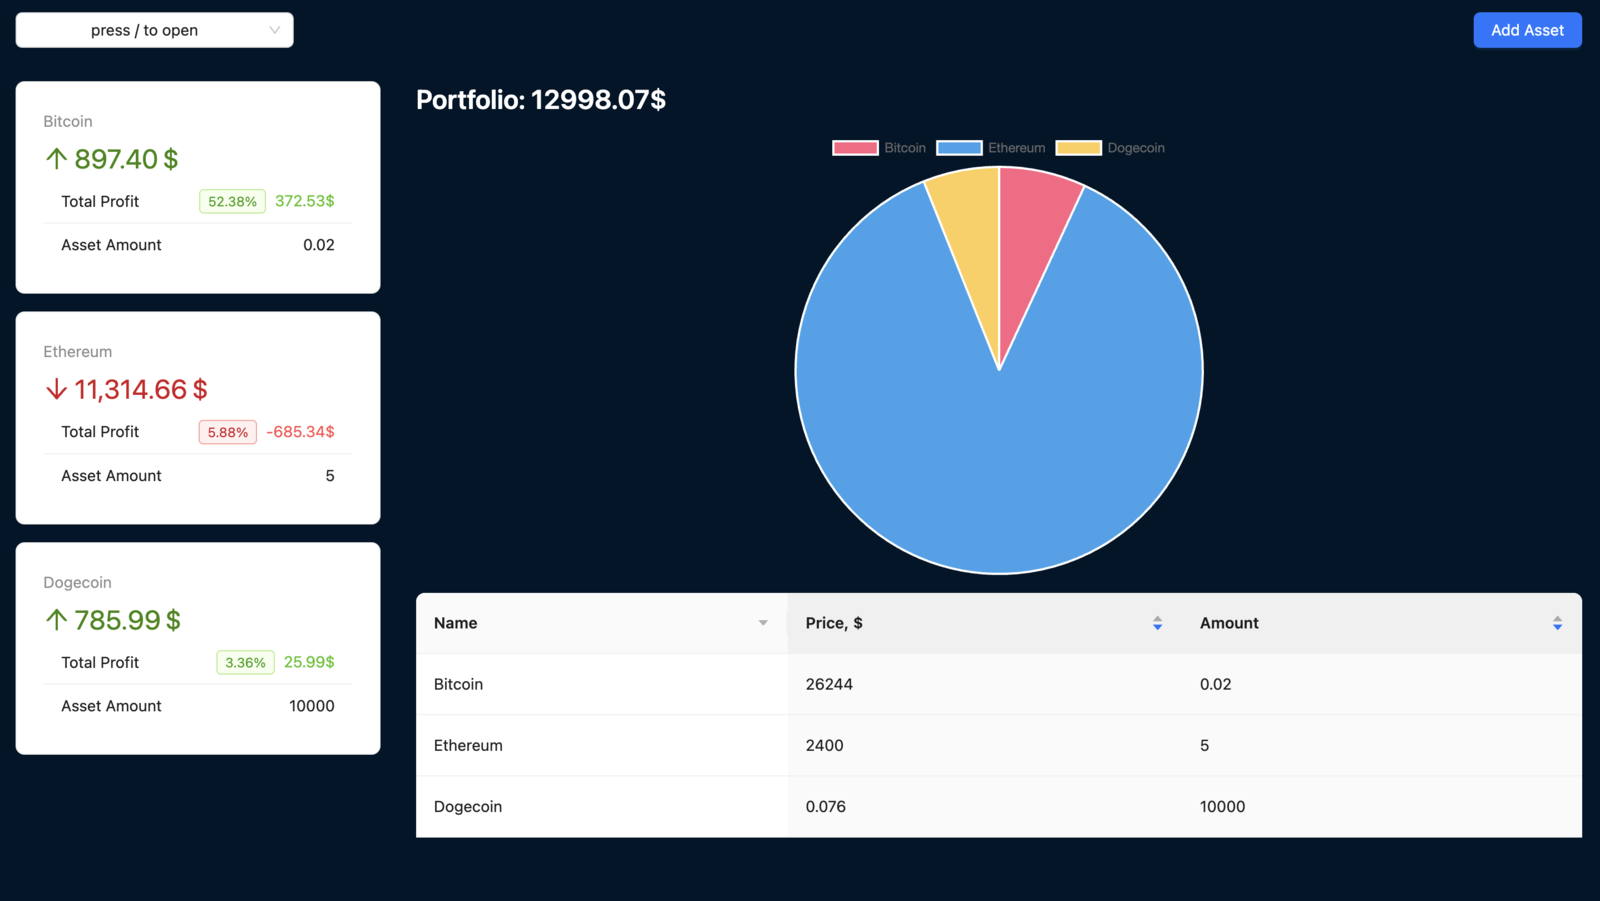 press / to open
Add Asset
Bitcoin
897.40 $
Total Profit 52.38% 372.53$
Asset Amount 0.02
Ethereum
11,314.66 $
Total Profit 5.88% -685.34$
Asset Amount 5
Dogecoin
785.99 $
Total Profit 3.36% 25.99$
Asset Amount 10000
Portfolio: 12998.07$
Bitcoin Ethereum Dogecoin
Name Price, $ Amount
Bitcoin 26244 0.02
Ethereum 2400 5
Dogecoin 0.076 10000